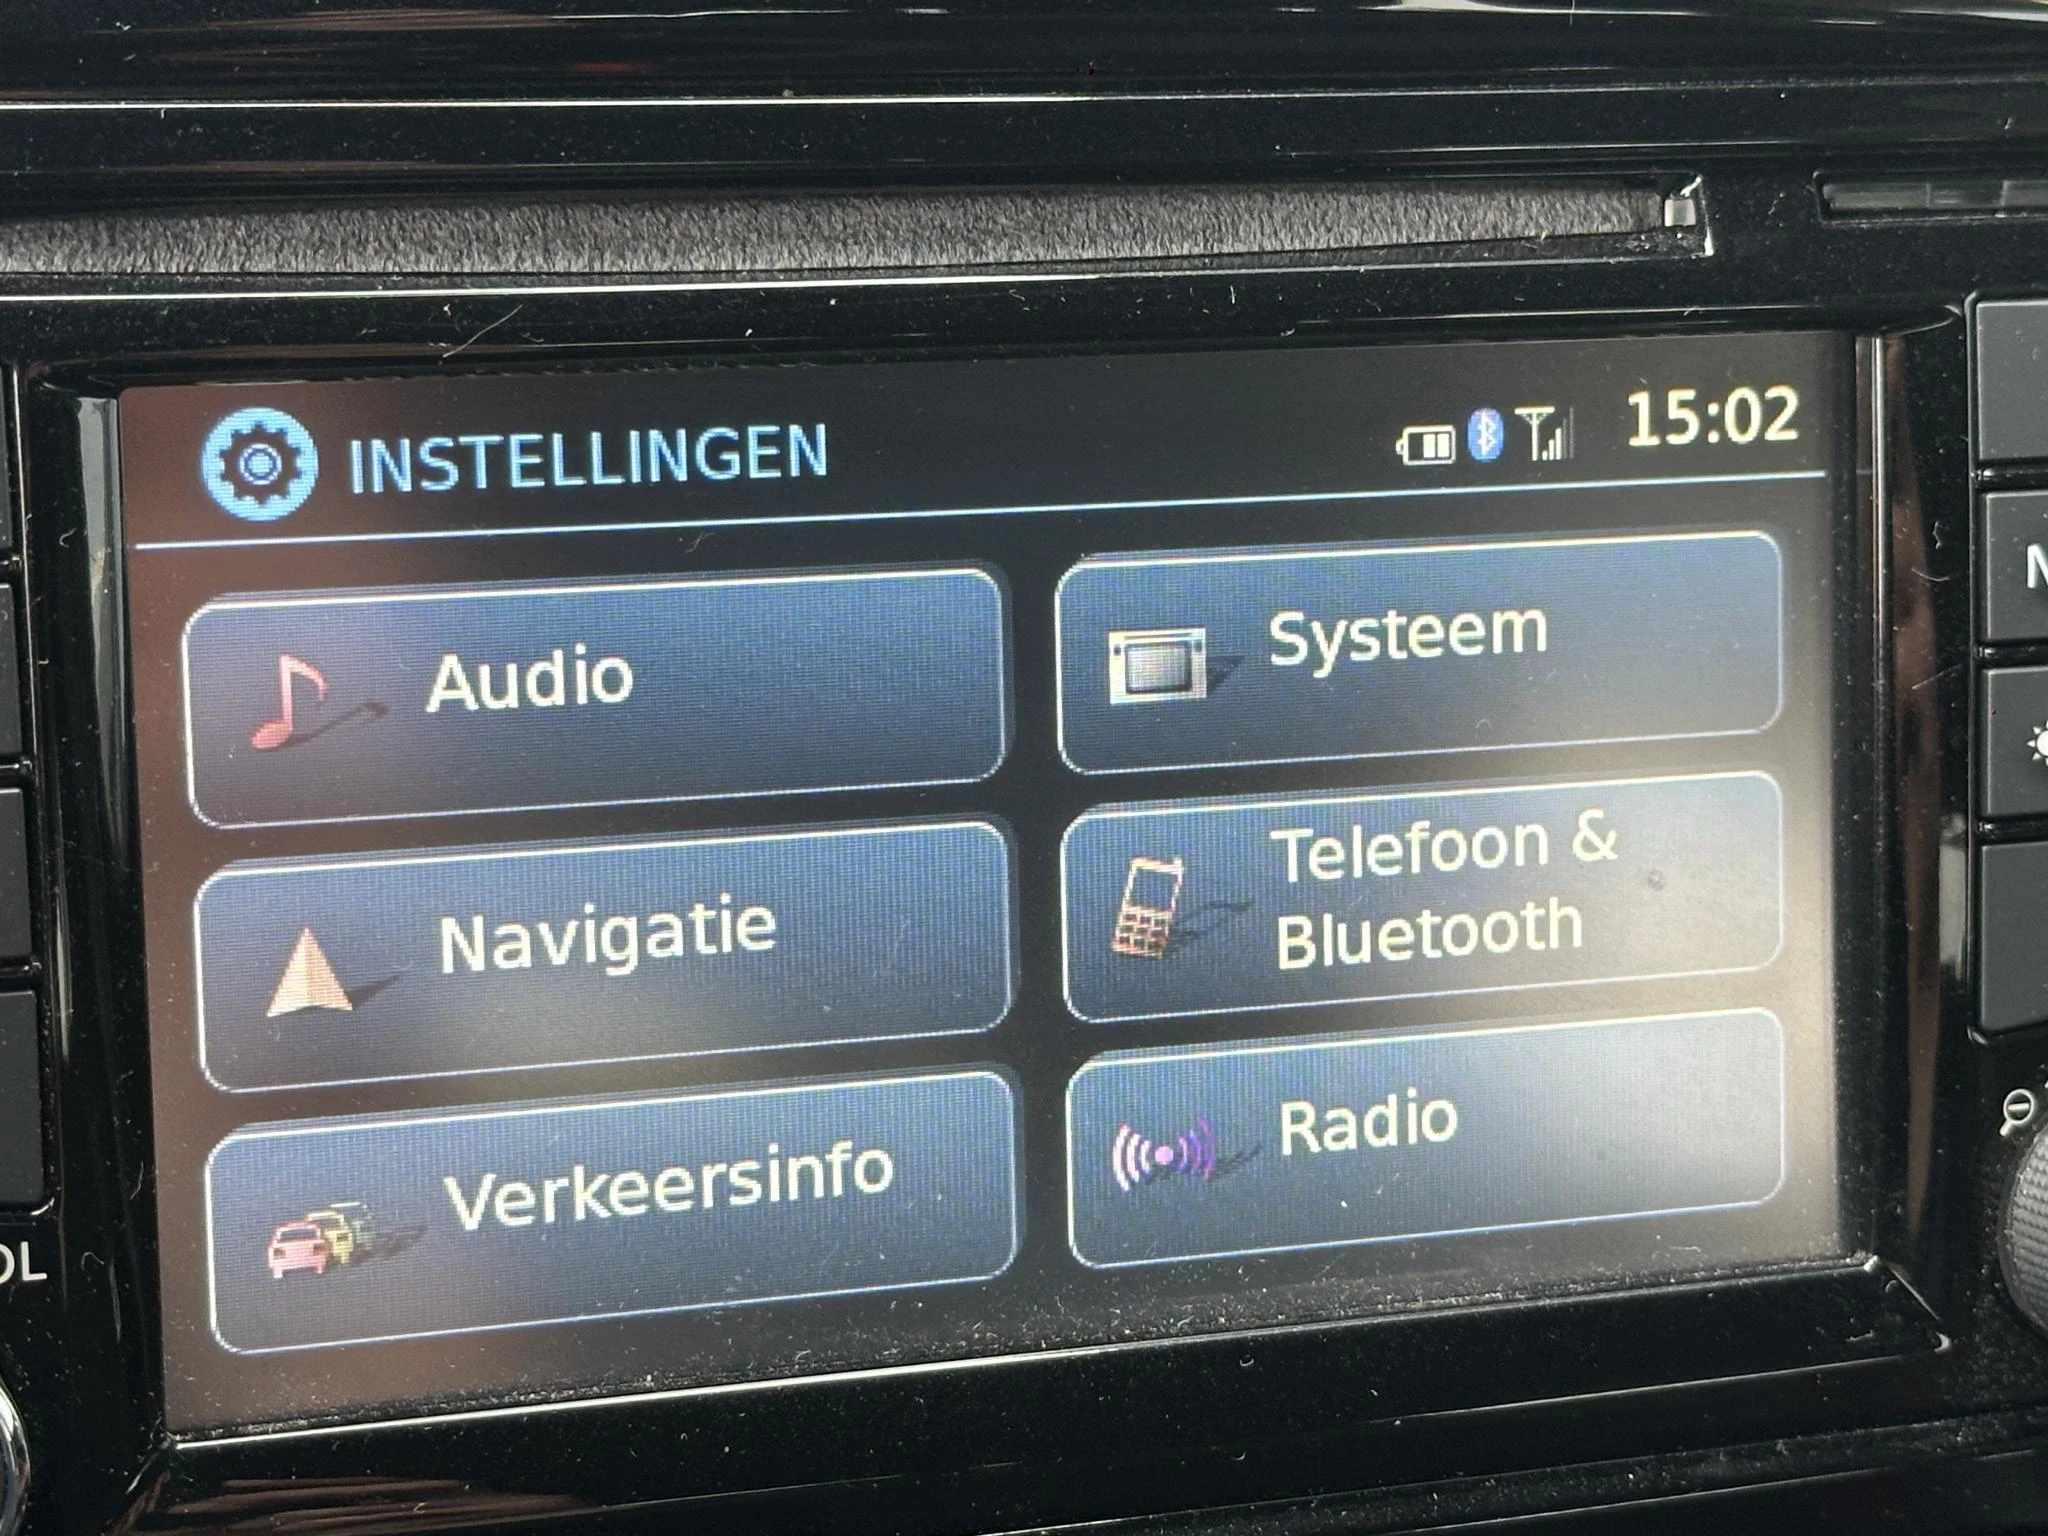 INSTELLINGEN
15:02
Audio
Systeem
Navigatie
Telefoon &
Bluetooth
Verkeersinfo
Radio